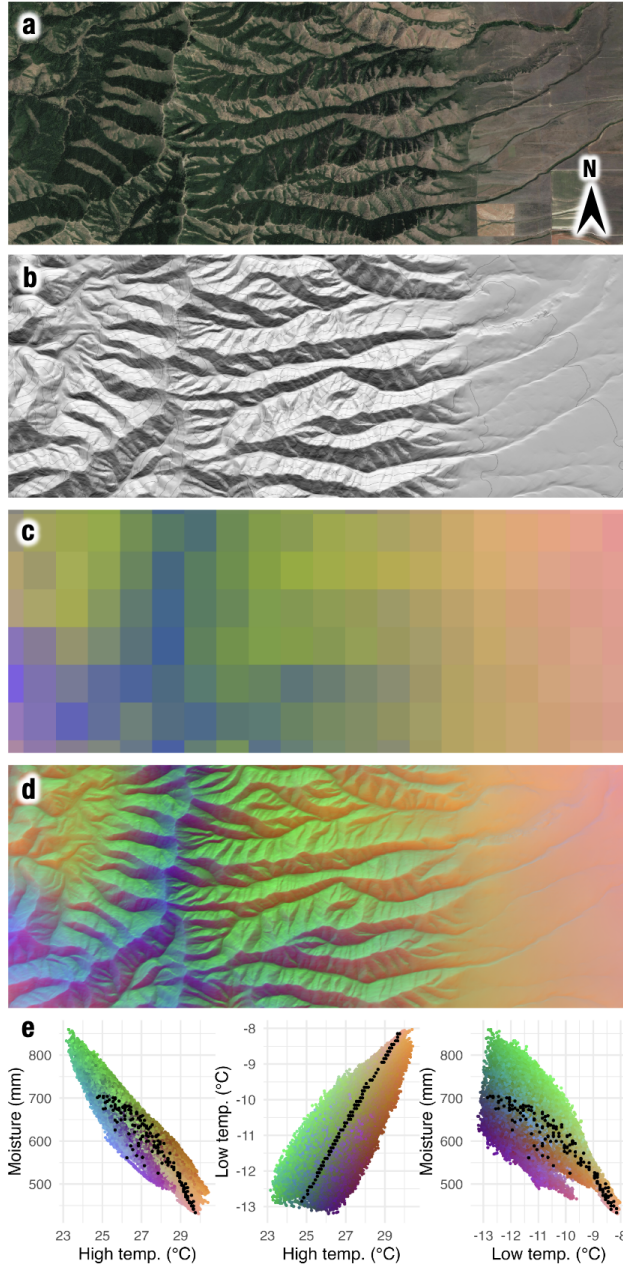 a
N
b
c
d
e
800
700
600
500
Moisture (mm)
23 25 27 29
High temp. (°C)
-8
-9
-10
-11
-12
-13
Low temp. (°C)
23 25 27 29
High temp. (°C)
800
700
600
500
Moisture (mm)
-13 -12 -11 -10 -9 -8
Low temp. (°C)